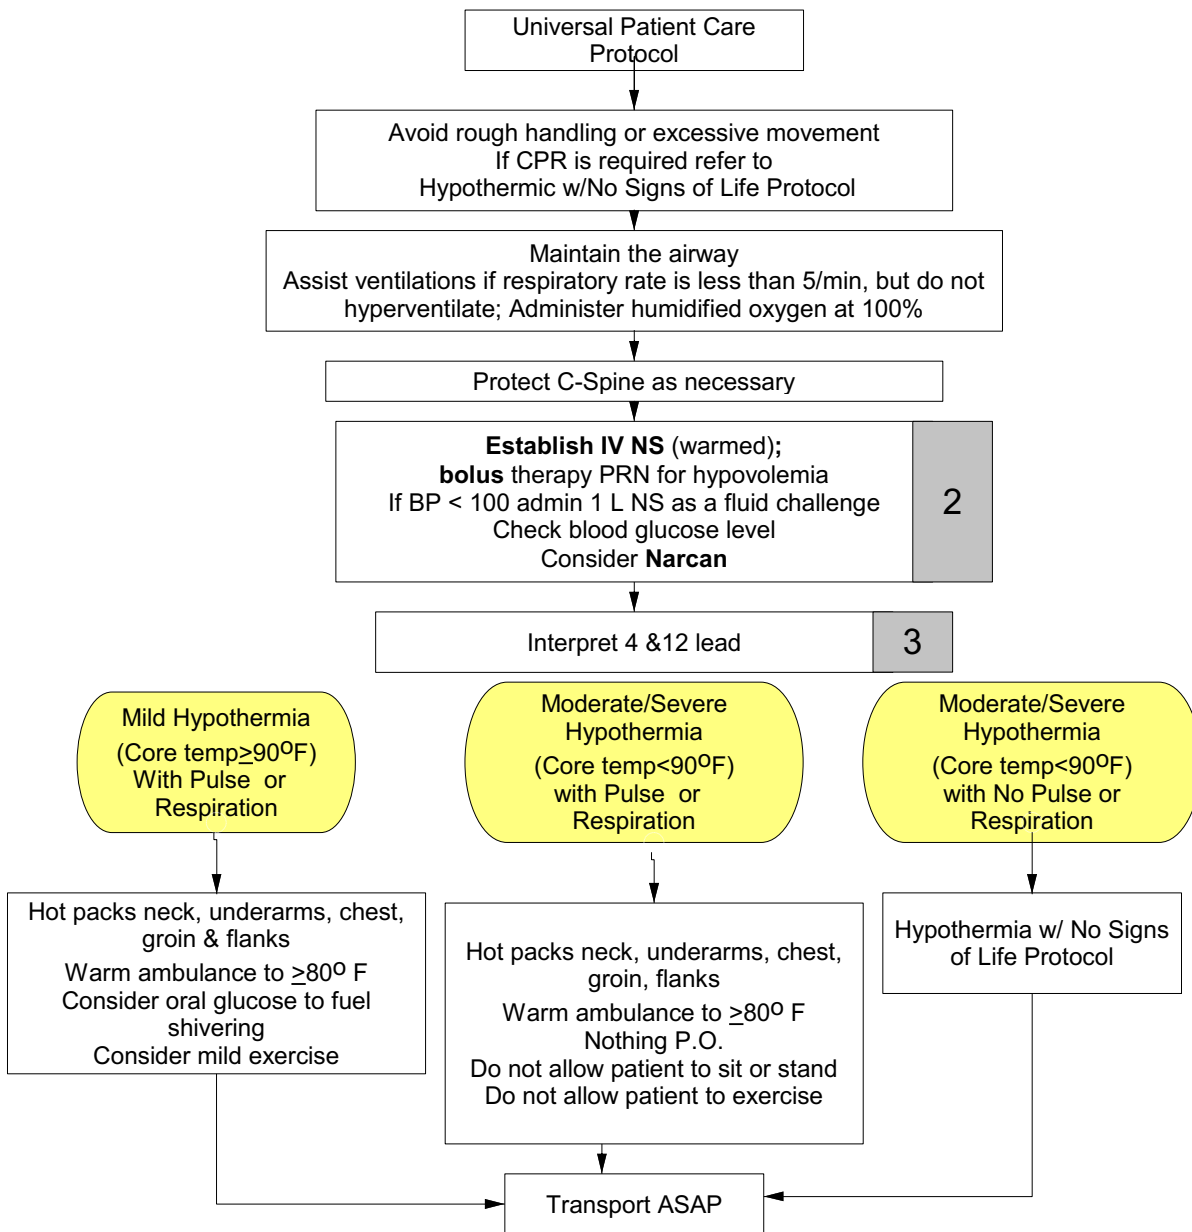 Universal Patient Care
Protocol
Avoid rough handling or excessive movement
If CPR is required refer to
Hypothermic w/No Signs of Life Protocol
Maintain the airway
Assist ventilations if respiratory rate is less than 5/min, but do not
hyperventilate; Administer humidified oxygen at 100%
Protect C-Spine as necessary
Establish IV NS (warmed);
bolus therapy PRN for hypovolemia
If BP < 100 admin 1 L NS as a fluid challenge
Check blood glucose level
Consider Narcan
2
Interpret 4 &12 lead
3
Mild Hypothermia
(Core temp≥90ºF)
With Pulse or
Respiration
Moderate/Severe
Hypothermia
(Core temp<90ºF)
with Pulse or
Respiration
Moderate/Severe
Hypothermia
(Core temp<90ºF)
with No Pulse or
Respiration
Hot packs neck, underarms, chest,
groin & flanks
Warm ambulance to ≥80º F
Consider oral glucose to fuel
shivering
Consider mild exercise
Hot packs neck, underarms, chest,
groin, flanks
Warm ambulance to ≥80º F
Nothing P.O.
Do not allow patient to sit or stand
Do not allow patient to exercise
Hypothermia w/ No Signs
of Life Protocol
Transport ASAP